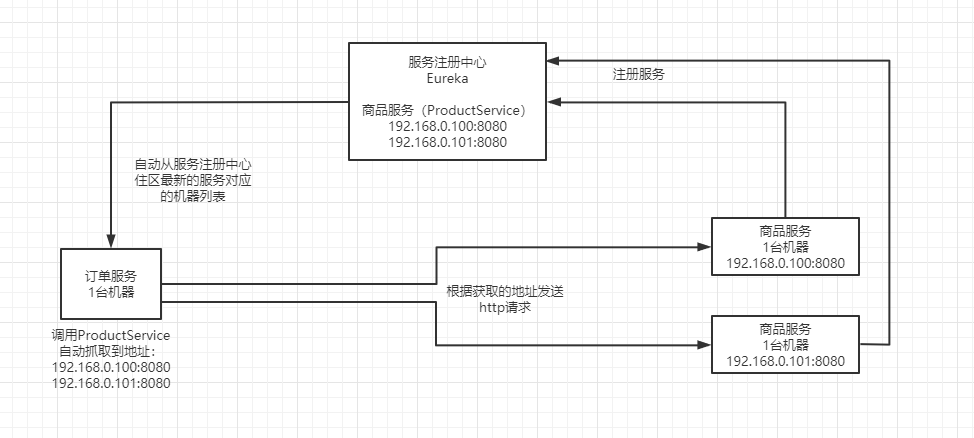 服务注册中心
Eureka
商品服务（ProductService）
192.168.0.100:8080
192.168.0.101:8080
注册服务
自动从服务注册中心
住区最新的服务对应
的机器列表
商品服务
1台机器
192.168.0.100:8080
订单服务
1台机器
根据获取的地址发送
http请求
商品服务
1台机器
192.168.0.101:8080
调用ProductService
自动抓取到地址：
192.168.0.100:8080
192.168.0.101:8080